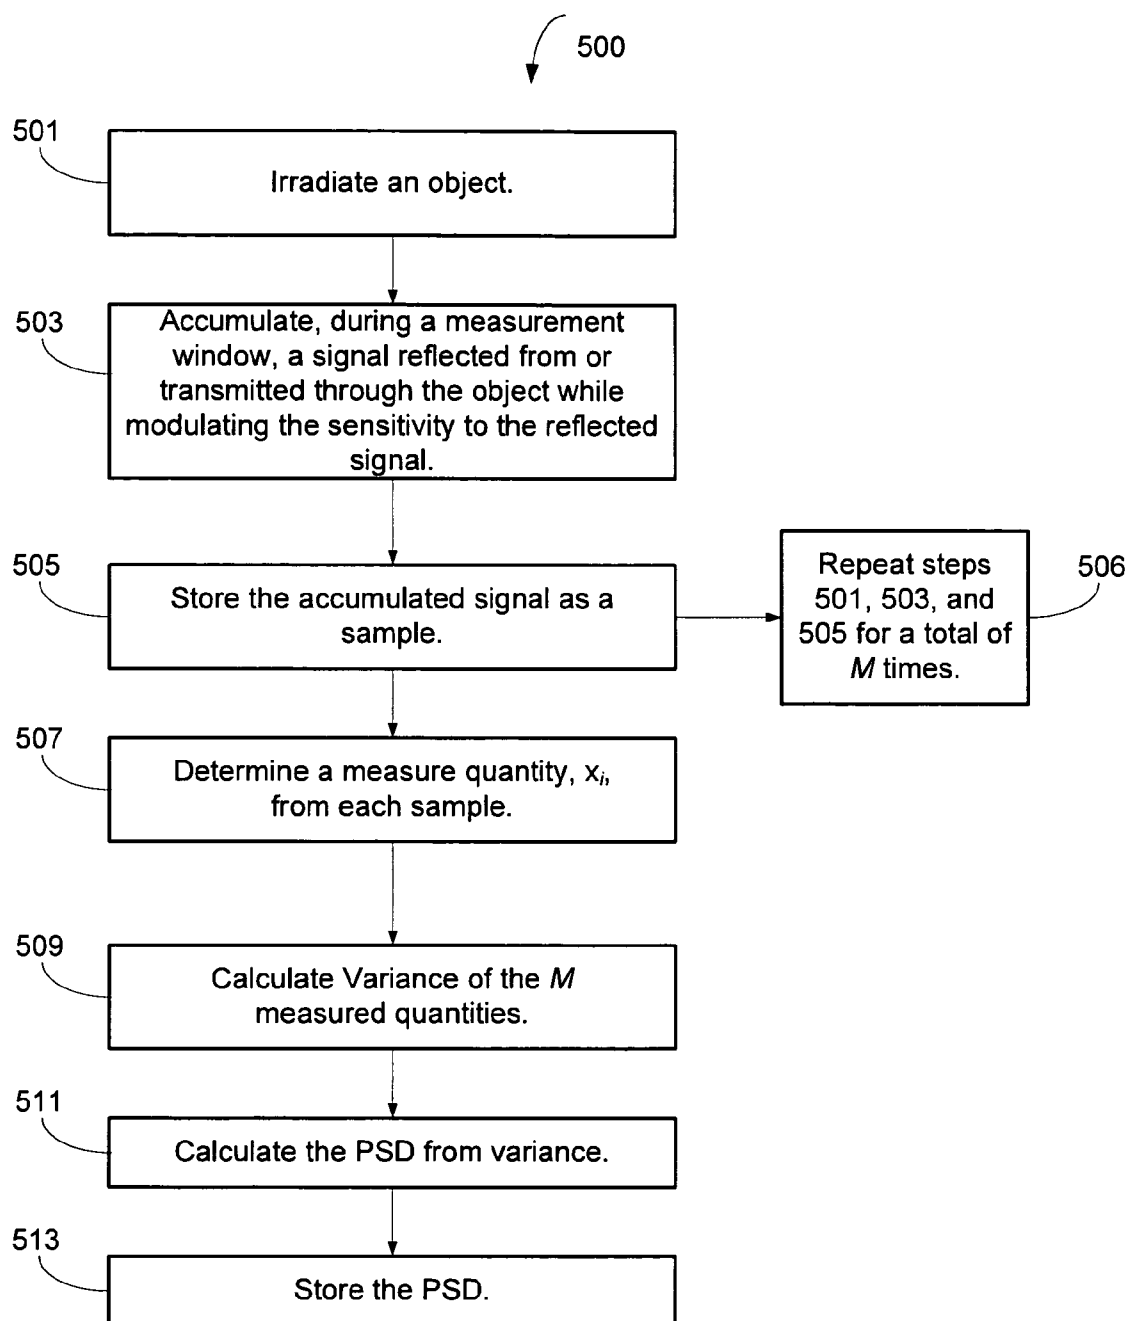 500
501
Irradiate an object.
503
Accumulate, during a measurement
window, a signal reflected from or
transmitted through the object while
modulating the sensitivity to the reflected
signal.
505
Store the accumulated signal as a
sample.
Repeat steps
501, 503, and
505 for a total of
M times.
506
507
Determine a measure quantity, xi,
from each sample.
509
Calculate Variance of the M
measured quantities.
511
Calculate the PSD from variance.
513
Store the PSD.